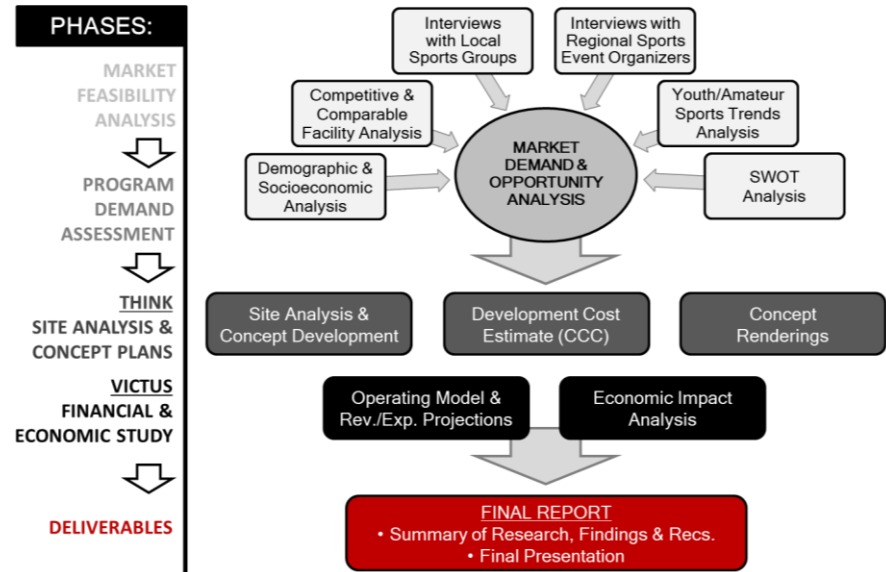 PHASES:
MARKET
FEASIBILITY
ANALYSIS
PROGRAM
DEMAND
ASSESSMENT
THINK
SITE ANALYSIS &
CONCEPT PLANS
VICTUS
FINANCIAL &
ECONOMIC STUDY
DELIVERABLES
Interviews
with Local
Sports Groups
Interviews with
Regional Sports
Event Organizers
Competitive &
Comparable
Facility Analysis
Youth/Amateur
Sports Trends
Analysis
Demographic &
Socioeconomic
Analysis
MARKET
DEMAND &
OPPORTUNITY
ANALYSIS
SWOT
Analysis
Site Analysis &
Concept Development
Development Cost
Estimate (CCC)
Concept
Renderings
Operating Model &
Rev./Exp. Projections
Economic Impact
Analysis
FINAL REPORT
• Summary of Research, Findings & Recs.
• Final Presentation